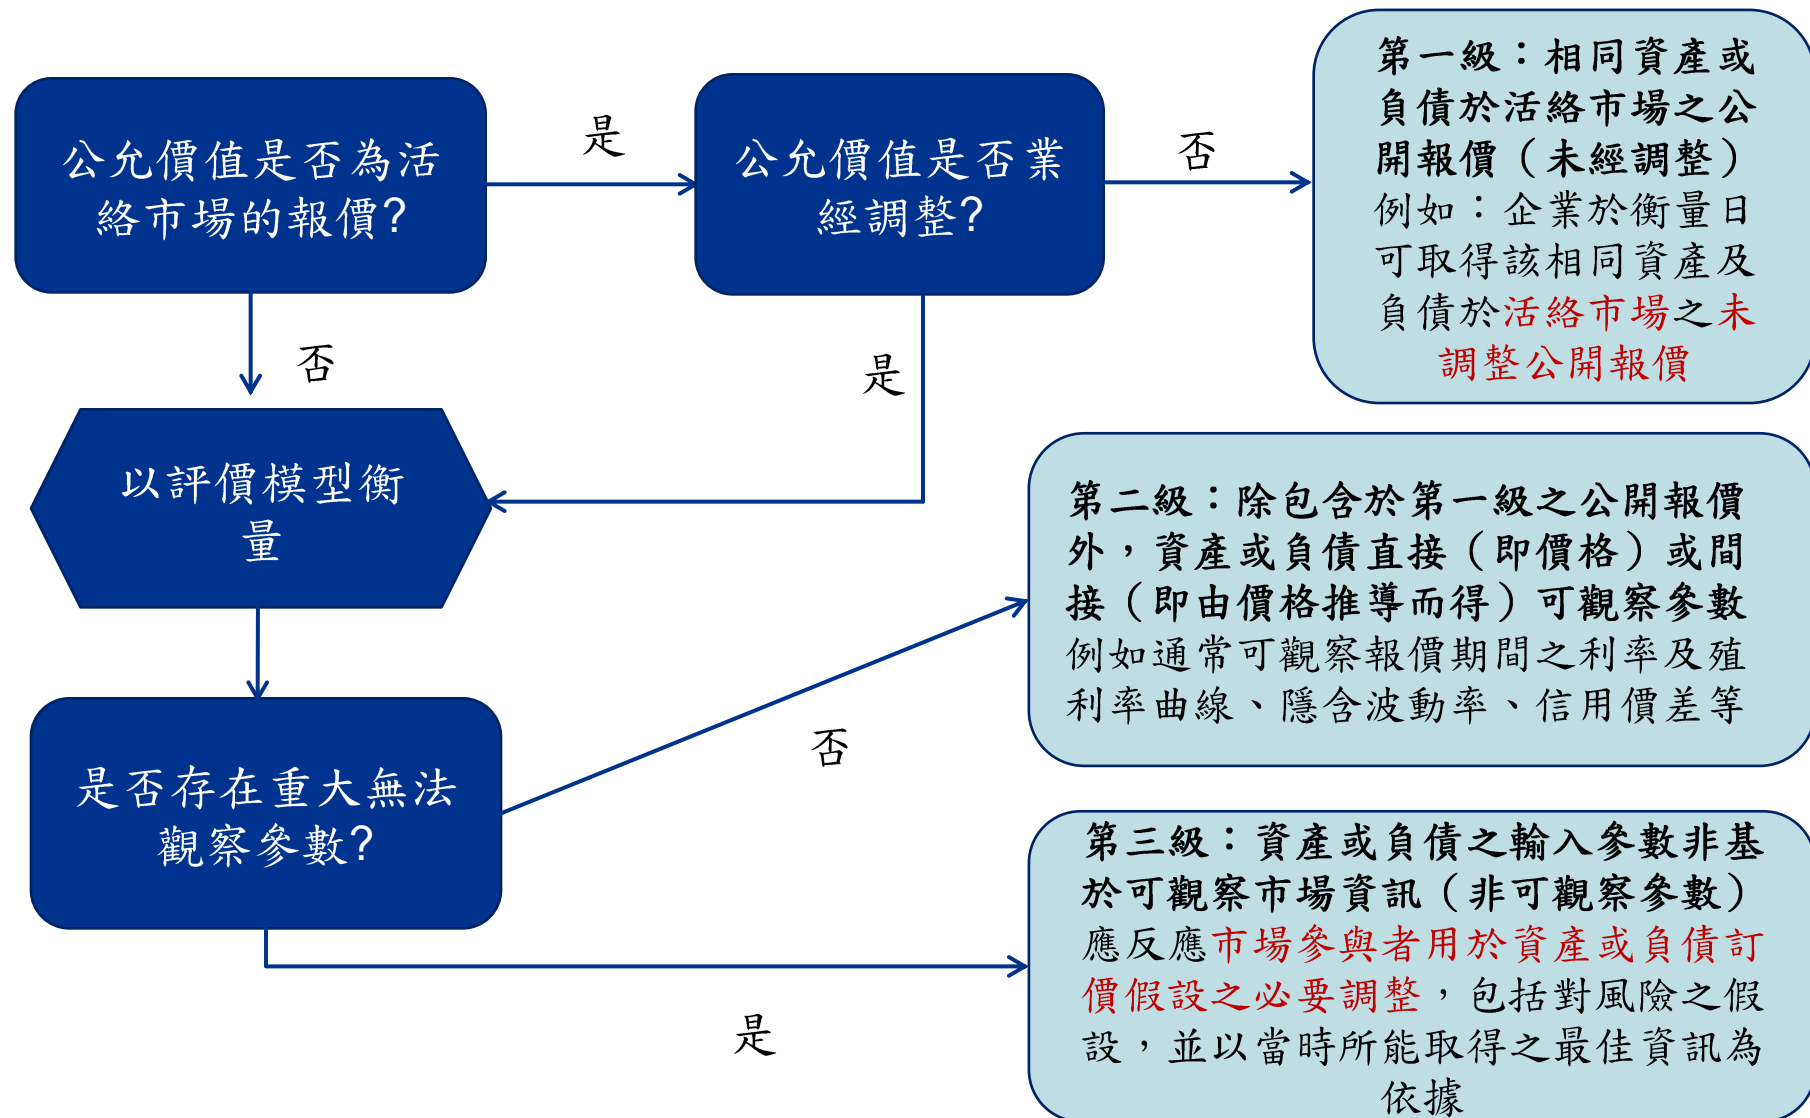 公允價值是否為活
絡市場的報價?
是
公允價值是否業
經調整?
否
第一級：相同資產或
負債於活絡市場之公
開報價（未經調整）
例如：企業於衡量日
可取得該相同資產及
負債於活絡市場之未
調整公開報價
否
是
以評價模型衡
量
第二級：除包含於第一級之公開報價
外，資產或負債直接（即價格）或間
接（即由價格推導而得）可觀察參數
例如通常可觀察報價期間之利率及殖
利率曲線、隱含波動率、信用價差等
是否存在重大無法
觀察參數?
否
第三級：資產或負債之輸入參數非基
於可觀察市場資訊（非可觀察參數）
應反應市場參與者用於資產或負債訂
價假設之必要調整，包括對風險之假
設，並以當時所能取得之最佳資訊為
依據
是